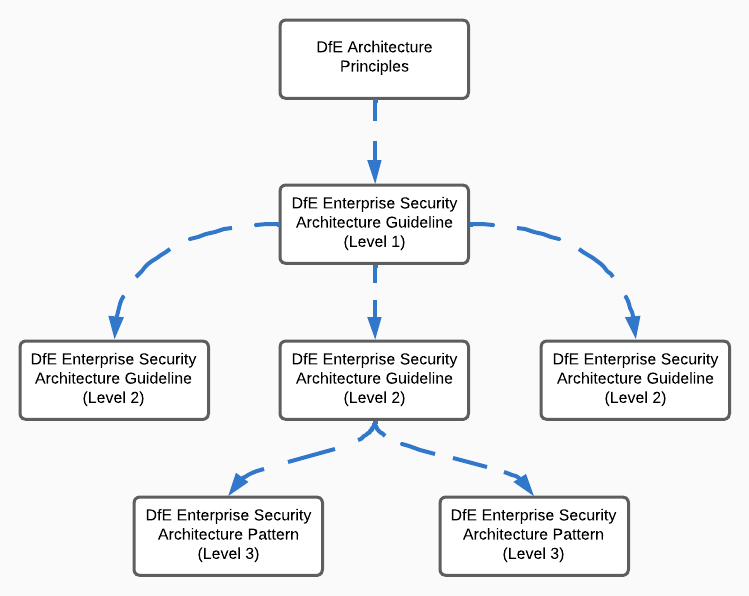 DfE Architecture
Principles
DfE Enterprise Security
Architecture Guideline
(Level 1)
DfE Enterprise Security
Architecture Guideline
(Level 2)
DfE Enterprise Security
Architecture Guideline
(Level 2)
DfE Enterprise Security
Architecture Guideline
(Level 2)
DfE Enterprise Security
Architecture Pattern
(Level 3)
DfE Enterprise Security
Architecture Pattern
(Level 3)